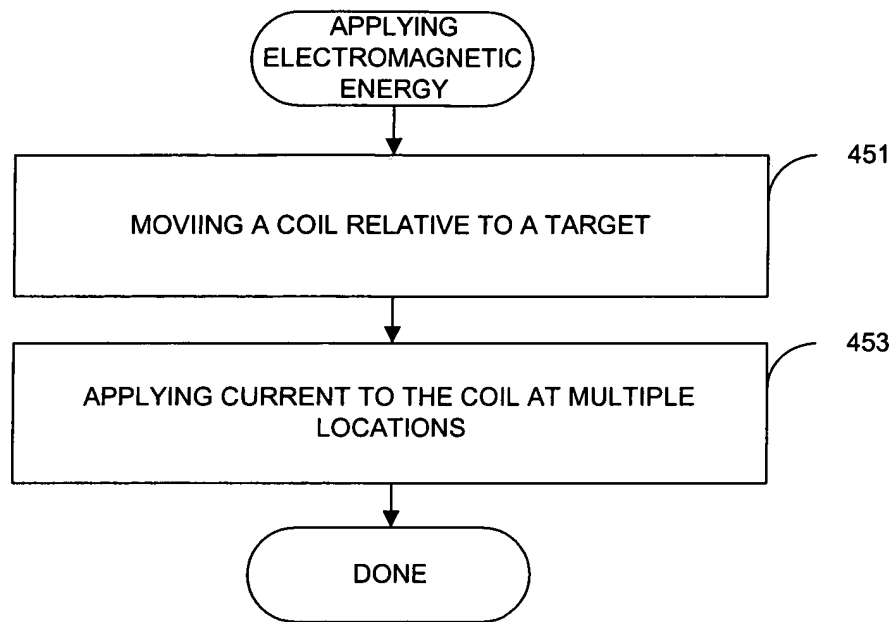 APPLYING
ELECTROMAGNETIC
ENERGY
451
MOVIING A COIL RELATIVE TO A TARGET
453
APPLYING CURRENT TO THE COIL AT MULTIPLE
LOCATIONS
DONE